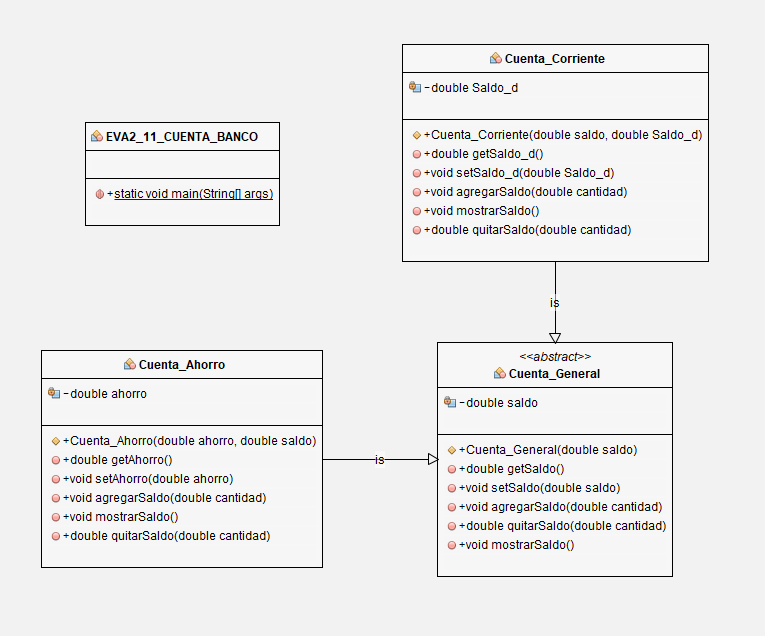 EVA2_11_CUENTA_BANCO
+static void main(String[] args)
Cuenta_Corriente
-double Saldo_d
+Cuenta_Corriente(double saldo, double Saldo_d)
+double getSaldo_d()
+void setSaldo_d(double Saldo_d)
+void agregarSaldo(double cantidad)
+void mostrarSaldo()
+double quitarSaldo(double cantidad)
is
Cuenta_Ahorro
-double ahorro
+Cuenta_Ahorro(double ahorro, double saldo)
+double getAhorro()
+void setAhorro(double ahorro)
+void agregarSaldo(double cantidad)
+void mostrarSaldo()
+double quitarSaldo(double cantidad)
is
<<abstract>>
Cuenta_General
-double saldo
+Cuenta_General(double saldo)
+double getSaldo()
+void setSaldo(double saldo)
+void agregarSaldo(double cantidad)
+double quitarSaldo(double cantidad)
+void mostrarSaldo()